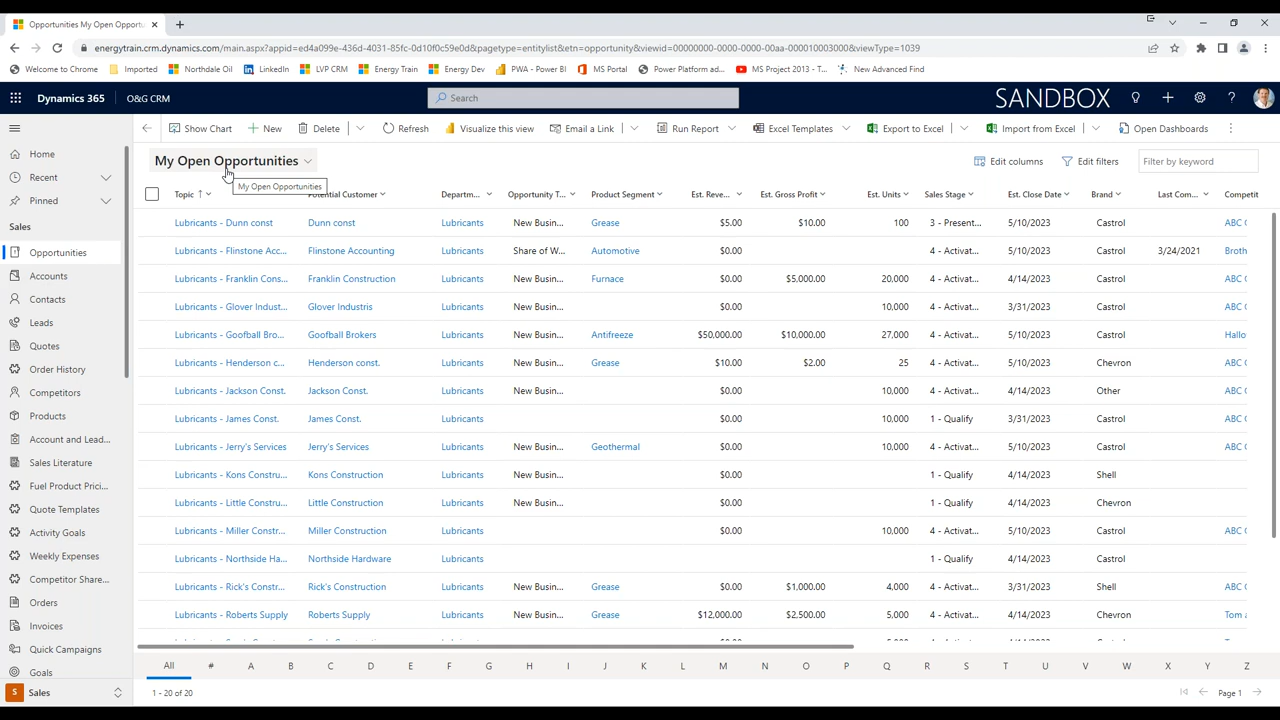 Opportunities My Open Opportu
energytrain.crm.dynamics.com/main.aspx?appid=ed4a099e-436d-4031-85fc-0d10f0c59e0d&pagetype=entitylist&etn=opportunity&viewid=00000000-0000-0000-00aa-000010003000&viewType=1039
Welcome to Chrome Imported Northdale Oil LinkedIn LVP CRM Energy Train Energy Dev PWA - Power BI MS Portal Power Platform ad... MS Project 2013 - T... New Advanced Find
Dynamics 365 O&G CRM Search SANDBOX
Show Chart New Delete Refresh Visualize this view Email a Link Run Report Excel Templates Export to Excel Import from Excel Open Dashboards
Home
Recent
Pinned
Sales
Opportunities
Accounts
Contacts
Leads
Quotes
Order History
Competitors
Products
Account and Lead...
Sales Literature
Fuel Product Prici...
Quote Templates
Activity Goals
Weekly Expenses
Competitor Share...
Orders
Invoices
Quick Campaigns
Goals
S Sales
My Open Opportunities Edit columns Edit filters Filter by keyword
My Open Opportunities
Topic ↑ Potential Customer Departm... Opportunity T... Product Segment Est. Reve... Est. Gross Profit Est. Units Sales Stage Est. Close Date Brand Last Com... Competit
Lubricants - Dunn const Dunn const Lubricants New Busin... Grease $5.00 $10.00 100 3 - Present... 5/10/2023 Castrol ABC
Lubricants - Flinstone Acc... Flinstone Accounting Lubricants Share of W... Automotive $0.00 4 - Activat... 5/10/2023 Castrol 3/24/2021 Broth
Lubricants - Franklin Cons... Franklin Construction Lubricants Furnace $0.00 $5,000.00 20,000 4 - Activat... 4/14/2023 Castrol ABC
Lubricants - Glover Indust... Glover Industris Lubricants $0.00 10,000 4 - Activat... 3/31/2023 Castrol ABC
Lubricants - Goofball Bro... Goofball Brokers Lubricants New Busin... Antifreeze $50,000.00 $10,000.00 27,000 4 - Activat... 5/10/2023 Castrol Hallo
Lubricants - Henderson c... Henderson const. Lubricants New Busin... Grease $10.00 $2.00 25 4 - Activat... 5/10/2023 Chevron ABC
Lubricants - Jackson Const. Jackson Const. Lubricants New Busin... $0.00 10,000 4 - Activat... 4/14/2023 Other ABC
Lubricants - James Const. James Const. Lubricants $0.00 10,000 1 - Qualify 3/31/2023 Castrol ABC
Lubricants - Jerry's Services Jerry's Services Lubricants New Busin... Geothermal $0.00 10,000 4 - Activat... 5/10/2023 Castrol ABC
Lubricants - Kons Constru... Kons Construction Lubricants New Busin... $0.00 1 - Qualify 4/14/2023 Shell
Lubricants - Little Constru... Little Construction Lubricants New Busin... $0.00 1 - Qualify 4/14/2023 Chevron
Lubricants - Miller Constr... Miller Construction Lubricants $0.00 10,000 4 - Activat... 5/10/2023 Castrol ABC
Lubricants - Northside Ha... Northside Hardware Lubricants 1 - Qualify 4/14/2023 Castrol
Lubricants - Rick's Constr... Rick's Construction Lubricants New Busin... Grease $0.00 $1,000.00 4,000 4 - Activat... 3/31/2023 Shell ABC
Lubricants - Roberts Supply Roberts Supply Lubricants New Busin... Grease $12,000.00 $2,500.00 5,000 4 - Activat... 4/14/2023 Chevron Tom
All # A B C D E F G H I J K L M N O P Q R S T U V W X Y Z
1 - 20 of 20 Page 1